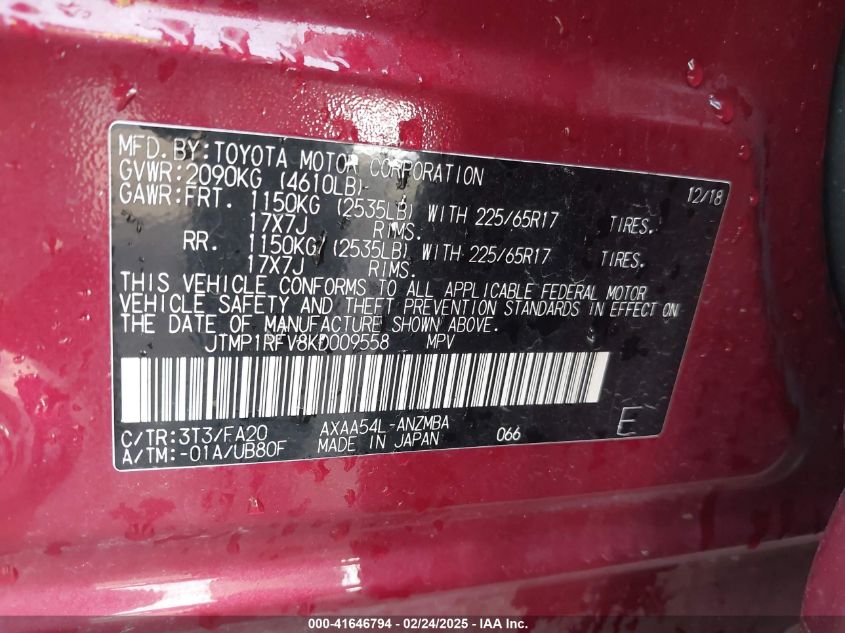 MFD. BY: TOYOTA MOTOR CORPORATION 12/18
GVWR: 2090KG (4610LB)
GAWR: FRT. 1150KG (2535LB) WITH 225/65R17 TIRES.
17X7J RIMS.
RR. 1150KG (2535LB) WITH 225/65R17 TIRES.
17X7J RIMS.
THIS VEHICLE CONFORMS TO ALL APPLICABLE FEDERAL MOTOR
VEHICLE SAFETY AND THEFT PREVENTION STANDARDS IN EFFECT ON
THE DATE OF MANUFACTURE SHOWN ABOVE.
JTMP1RFV8KD009558 MPV
C/TR: 3T3/FA20 AXAA54L-ANZMBA
A/TM: -01A/UB80F MADE IN JAPAN 066 E
000-41646794 - 02/24/2025 - Copyright © IAA, Inc.